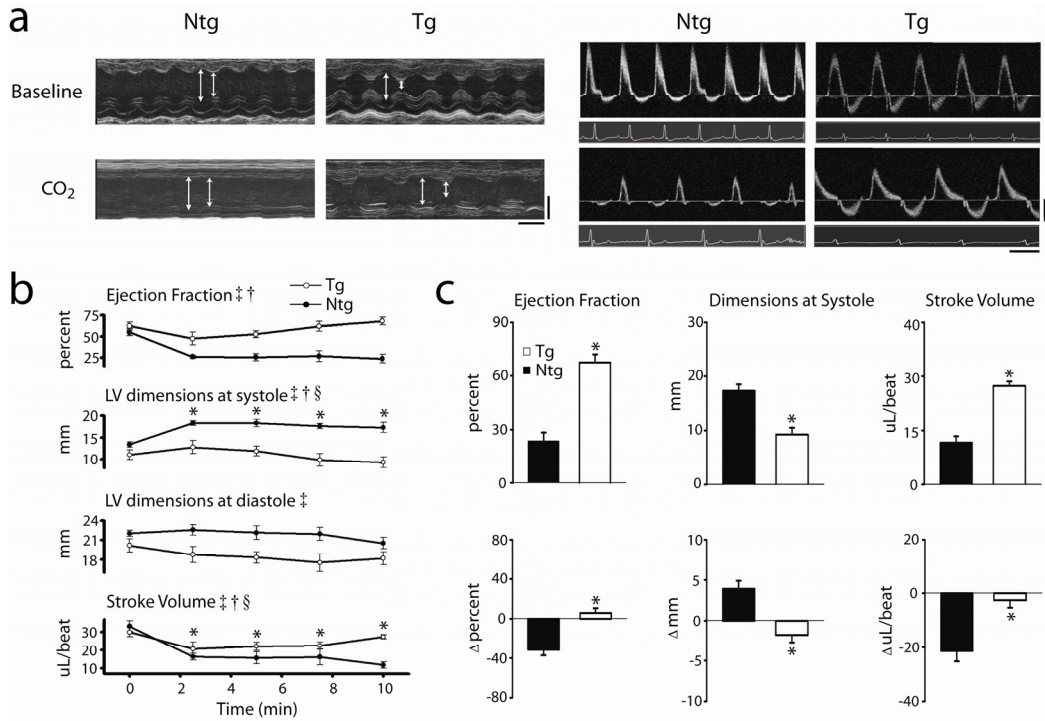 a
Ntg Tg Ntg Tg
Baseline
CO2
b
Tg
Ntg
Ejection Fraction ‡ †
percent
75
50
25
LV dimensions at systole ‡ † §
mm
20
15
10
* * * *
LV dimensions at diastole ‡
mm
24
21
18
Stroke Volume ‡ † §
uL/beat
30
20
10
* * * *
0 2 4 6 8 10
Time (min)
c
Ejection Fraction Dimensions at Systole Stroke Volume
percent
90
60
30
0
Tg
Ntg
*
mm
30
20
10
0
*
uL/beat
45
30
15
0
*
Δpercent
80
40
0
-40
-80
*
Δmm
10
5
0
-5
-10
*
ΔuL/beat
20
0
-20
-40
*